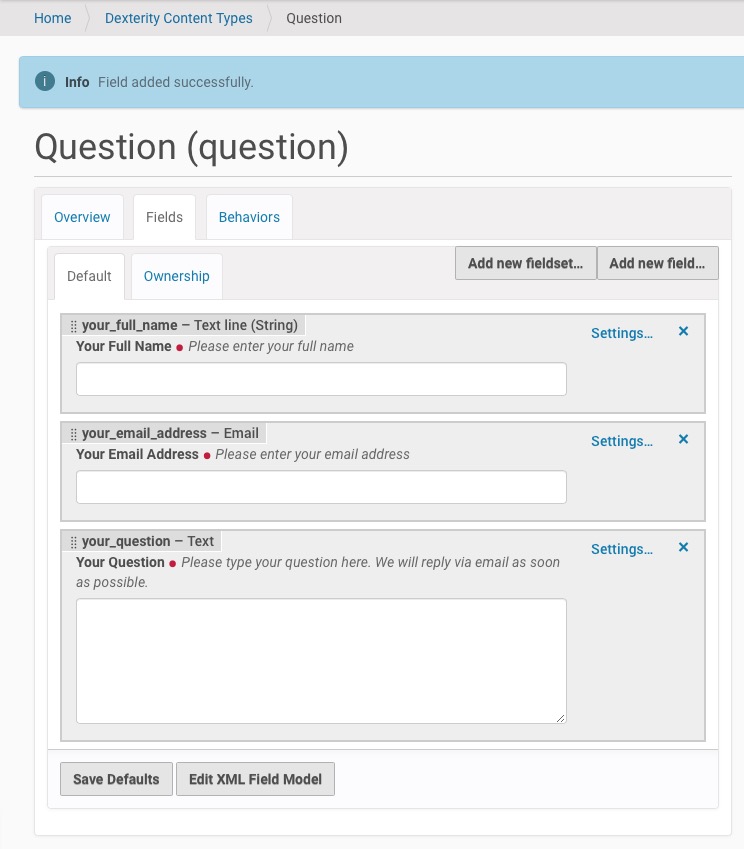 Home Dexterity Content Types Question
Info Field added successfully.
Question (question)
Overview Fields Behaviors
Default Ownership Add new fieldset… Add new field…
your_full_name – Text line (String)
Settings…
Your Full Name Please enter your full name
your_email_address – Email
Settings…
Your Email Address Please enter your email address
your_question – Text
Settings…
Your Question Please type your question here. We will reply via email as soon
as possible.
Save Defaults Edit XML Field Model